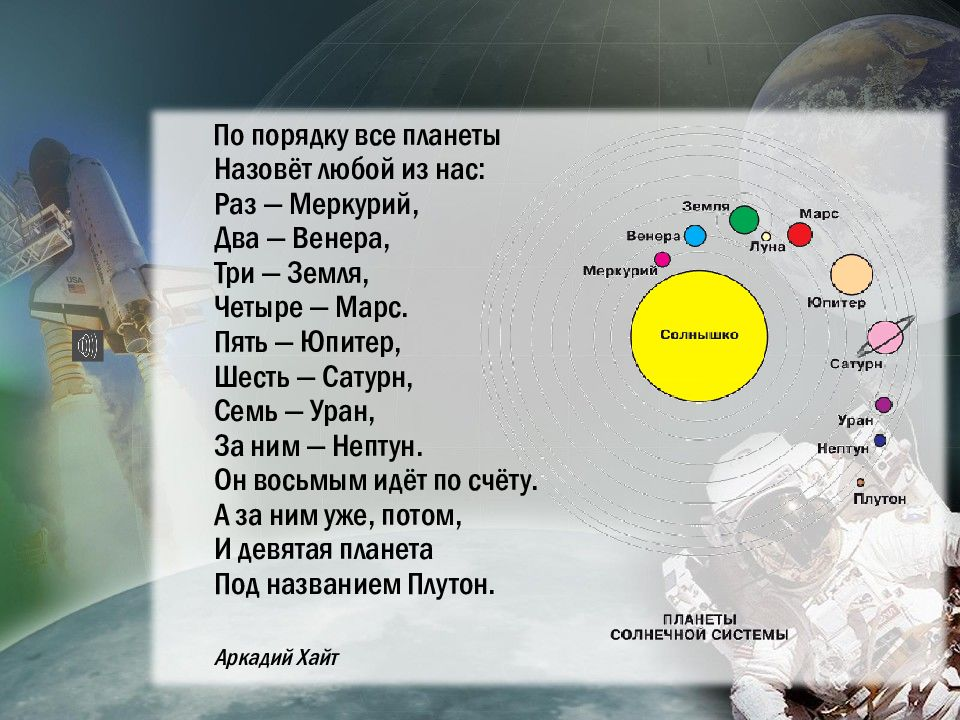 По порядку все планеты
Назовёт любой из нас:
Раз — Меркурий,
Два — Венера,
Три — Земля,
Четыре — Марс.
Пять — Юпитер,
Шесть — Сатурн,
Семь — Уран,
За ним — Нептун.
Он восьмым идёт по счёту.
А за ним уже, потом,
И девятая планета
Под названием Плутон.
Аркадий Хайт
Земля
Марс
Венера
Луна
Меркурий
Юпитер
Солнышко
Сатурн
Уран
Нептун
Плутон
ПЛАНЕТЫ
СОЛНЕЧНОЙ СИСТЕМЫ
USA